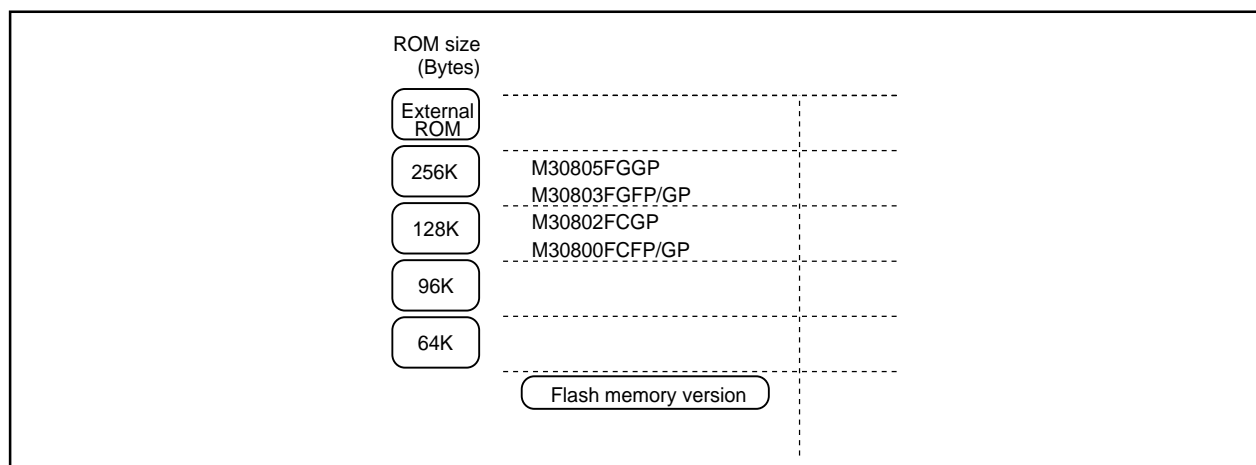 ROM size
(Bytes)
External
ROM
256K
M30805FGGP
M30803FGFP/GP
128K
M30802FCGP
M30800FCFP/GP
96K
64K
Flash memory version